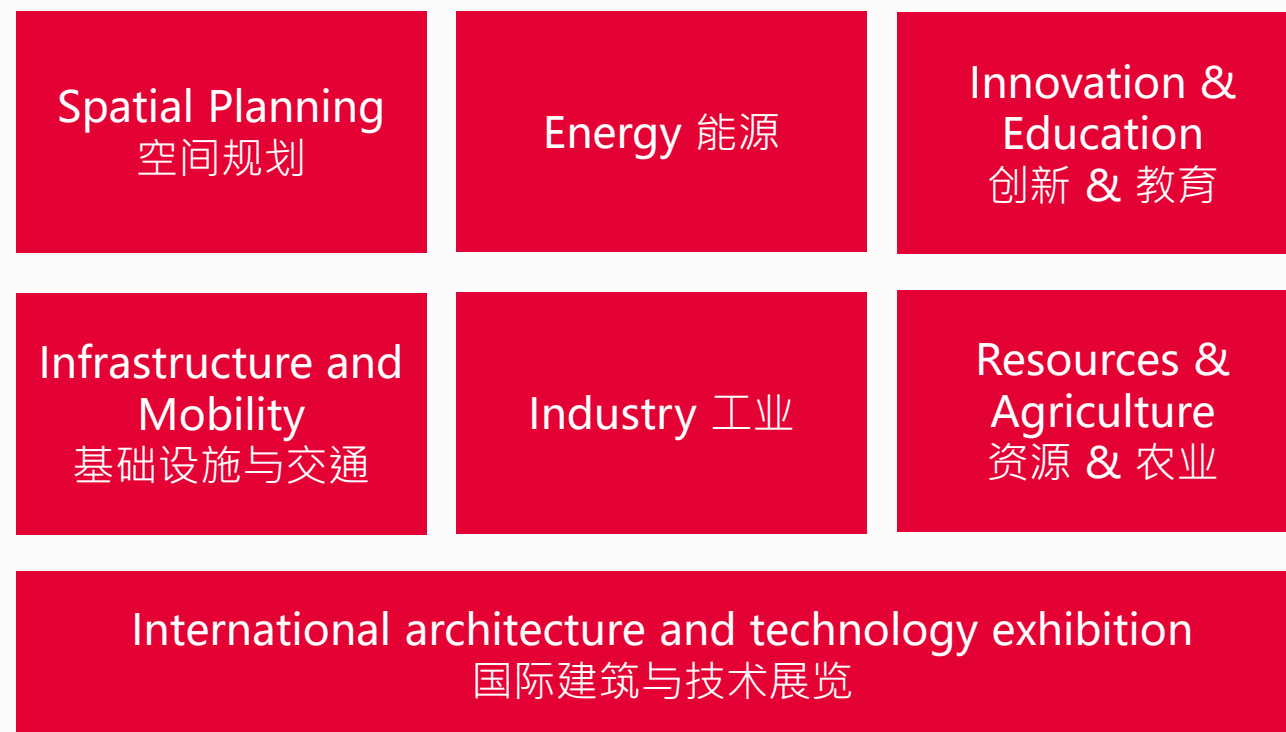 Spatial Planning
空间规划
Energy 能源
Innovation &
Education
创新 & 教育
Infrastructure and
Mobility
基础设施与交通
Industry 工业
Resources &
Agriculture
资源 & 农业
International architecture and technology exhibition
国际建筑与技术展览